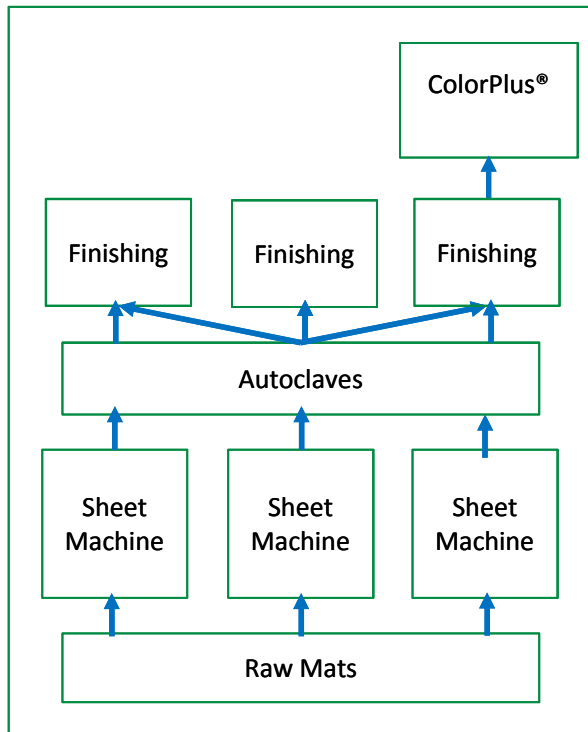 ColorPlus®
Finishing
Finishing
Finishing
Autoclaves
Sheet
Machine
Sheet
Machine
Sheet
Machine
Raw Mats